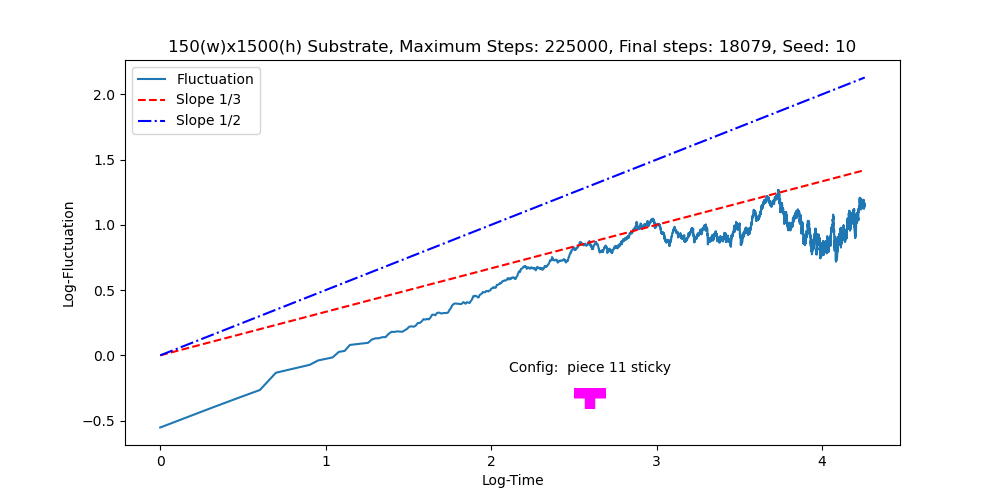 150(w)x1500(h) Substrate, Maximum Steps: 225000, Final steps: 18079, Seed: 10
Fluctuation
Slope 1/3
Slope 1/2
Log-Fluctuation
2.0
1.5
1.0
0.5
0.0
−0.5
Config:  piece 11 sticky
0
1
2
3
4
Log-Time